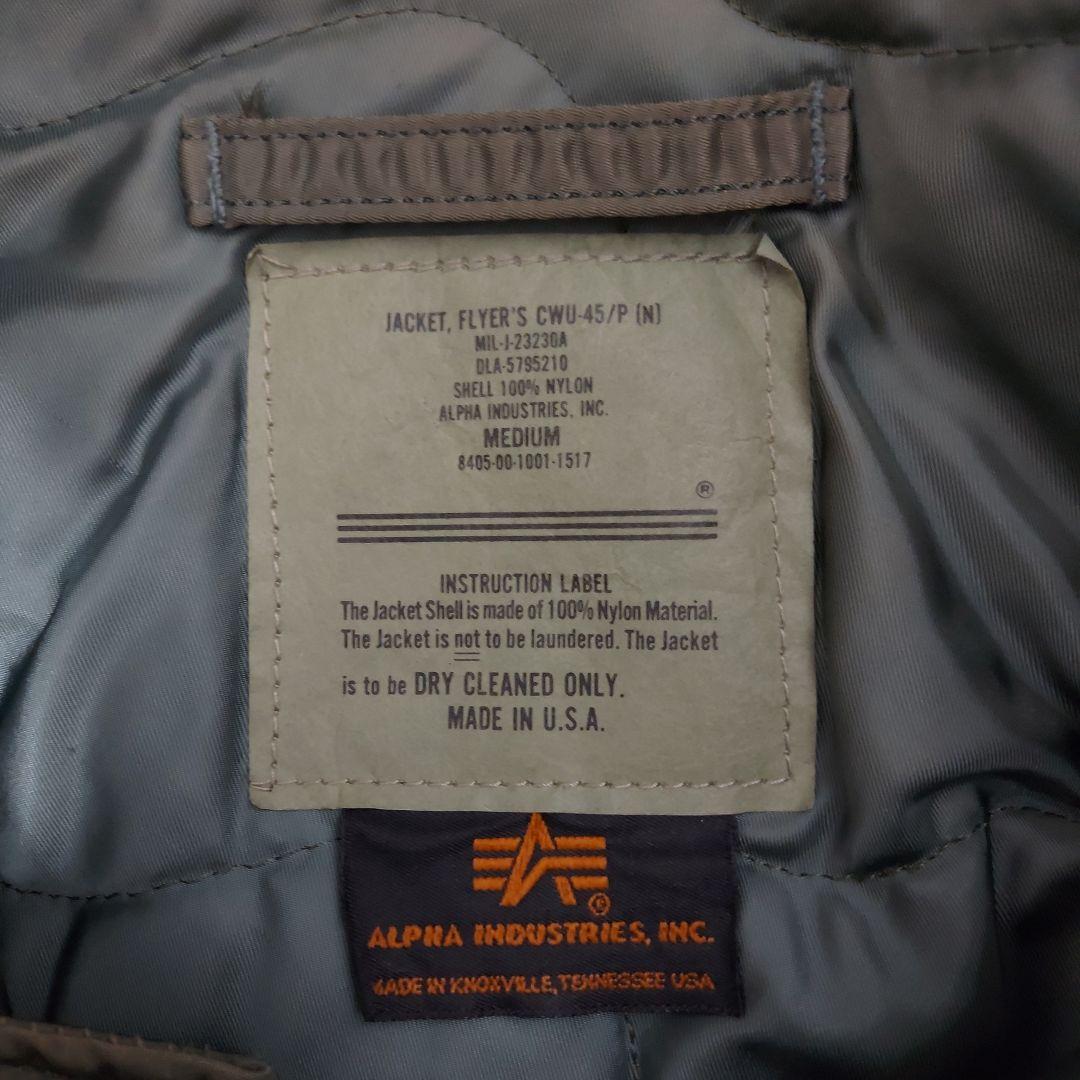 JACKET, FLYER'S CWU-45/P (N)
MIL-J-23230A
DLA-5795210
SHELL 100% NYLON
ALPHA INDUSTRIES, INC.
MEDIUM
8405-00-1001-1517
®
INSTRUCTION LABEL
The Jacket Shell is made of 100% Nylon Material.
The Jacket is not to be laundered. The Jacket
is to be DRY CLEANED ONLY.
MADE IN U.S.A.
®
ALPHA INDUSTRIES, INC.
MADE IN KNOXVILLE, TENNESSEE USA